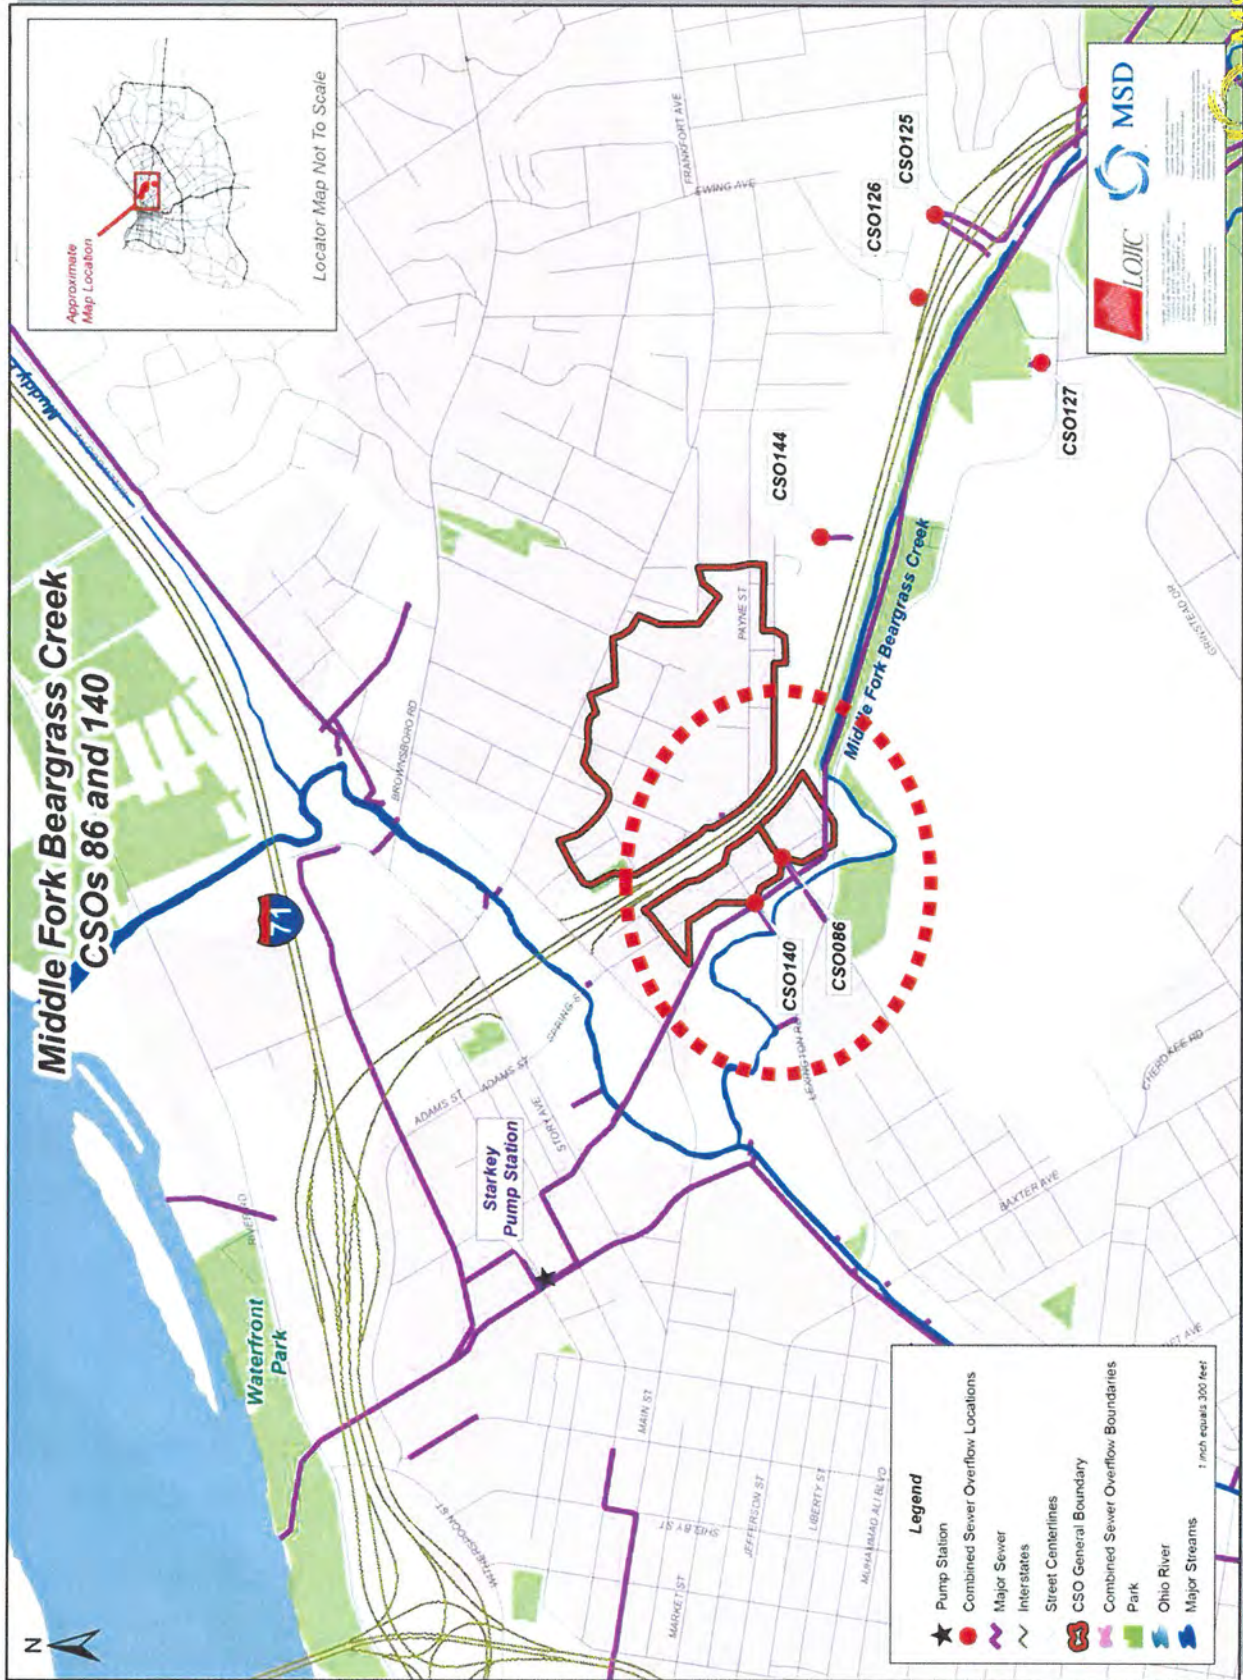 Middle Fork Beargrass Creek
CSOs 86 and 140
Approximate
Map Location
Locator Map Not To Scale
N
71
Waterfront
Park
Starkey
Pump Station
Middle Fork Beargrass Creek
CSO140
CSO086
CSO144
CSO126
CSO125
CSO127
BROWNSBORO RD
FRANKFORT AVE
EWING AVE
PAYNE ST
ADAMS ST
ADAMS ST
STORY AVE
MAIN ST
MARKET ST
JEFFERSON ST
LIBERTY ST
MUHAMMAD ALI BLVD
SHELBY ST
WITHERSPOON ST
BAXTER AVE
CHEROKEE RD
GRINSTEAD DR
Legend
Pump Station
Combined Sewer Overflow Locations
Major Sewer
Interstates
Street Centerlines
CSO General Boundary
Combined Sewer Overflow Boundaries
Park
Ohio River
Major Streams
1 inch equals 300 feet
LOJIC
MSD